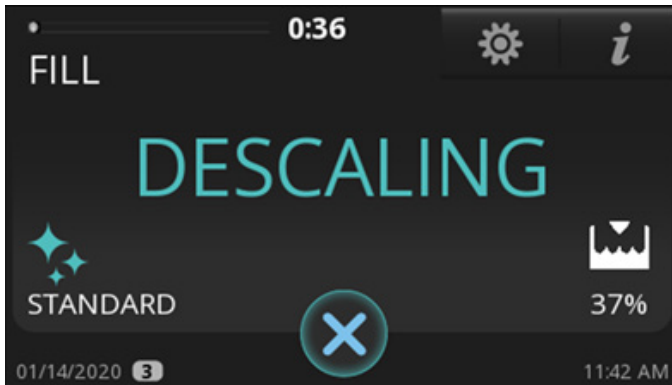 0:36
i
FILL
DESCALING
STANDARD
37%
01/14/2020 3
11:42 AM